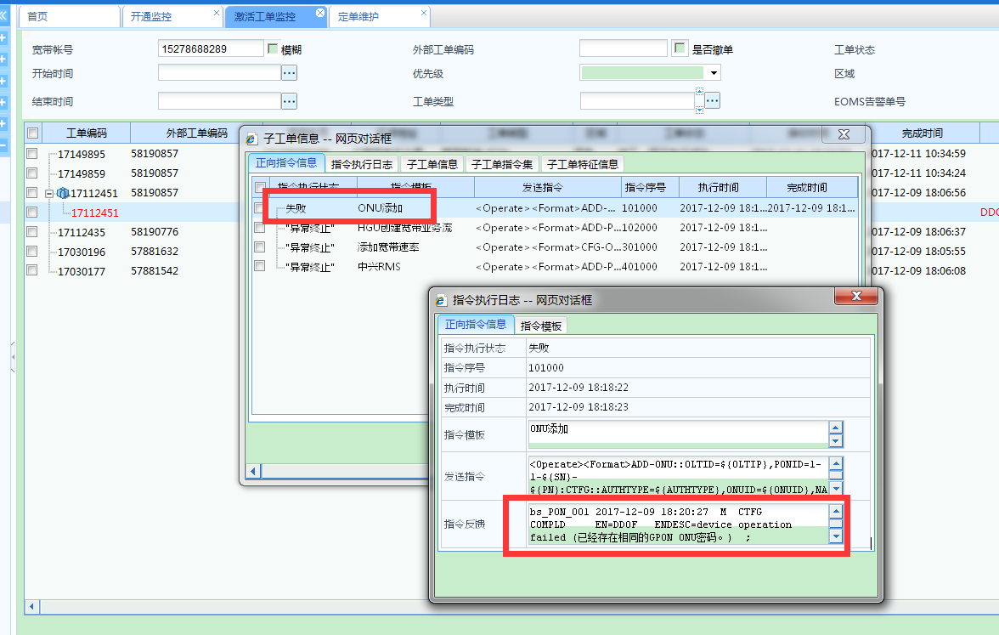 首页 开通监控 激活工单监控 定单维护
宽带帐号 15278688289 模糊 外部工单编码 是否撤单 工单状态
开始时间 优先级 区域
结束时间 工单类型 EOMS告警单号
工单编码 外部工单编码 完成时间
17149895 58190857 017-12-11 10:34:59
17149859 58190857 017-12-11 10:34:24
17112451 58190857 017-12-09 18:06:56
17112451 DDO
17112435 58190776 017-12-09 18:06:37
17030196 57881632 017-12-09 18:05:55
17030177 57881542 017-12-09 18:06:08
子工单信息 -- 网页对话框
正向指令信息 指令执行日志 子工单信息 子工单指令集 子工单特征信息
指令执行状态 指令模板 发送指令 指令序号 执行时间 完成时间
失败 ONU添加 <Operate><Format>ADD-... 101000 2017-12-09 18:1... 2017-12-09 18:1...
"异常终止" HGU创建宽带业务流 <Operate><Format>ADD-P... 102000 2017-12-09 18:1...
"异常终止" 添加宽带速率 <Operate><Format>CFG-O... 301000 2017-12-09 18:1...
"异常终止" 中兴RMS <Operate><Format>ADD-P... 401000 2017-12-09 18:1...
指令执行日志 -- 网页对话框
正向指令信息 指令模板
指令执行状态 失败
指令序号 101000
执行时间 2017-12-09 18:18:22
完成时间 2017-12-09 18:18:23
指令模板 ONU添加
发送指令 <Operate><Format>ADD-ONU::OLTID=${OLTIP},PONID=1-
1-${SN}-
${PN}:CTFG::AUTHTYPE=${AUTHTYPE},ONUID=${ONUID},NA
指令反馈 bs_PON_001 2017-12-09 18:20:27 M CTFG
COMPLD EN=DDOF ENDESC=device operation
failed (已经存在相同的GPON ONU密码。) ;